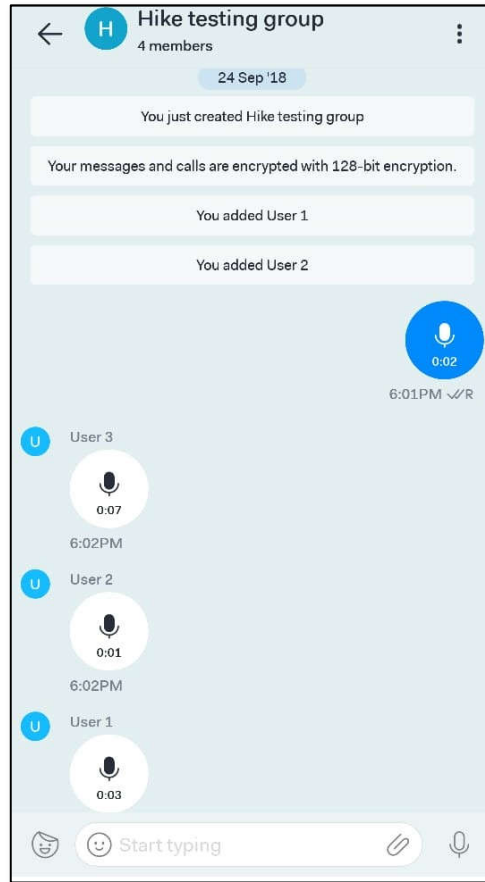 H
Hike testing group
4 members
24 Sep '18
You just created Hike testing group
Your messages and calls are encrypted with 128-bit encryption.
You added User 1
You added User 2
0:02
6:01PM ✓✓R
U
User 3
0:07
6:02PM
U
User 2
0:01
6:02PM
U
User 1
0:03
Start typing